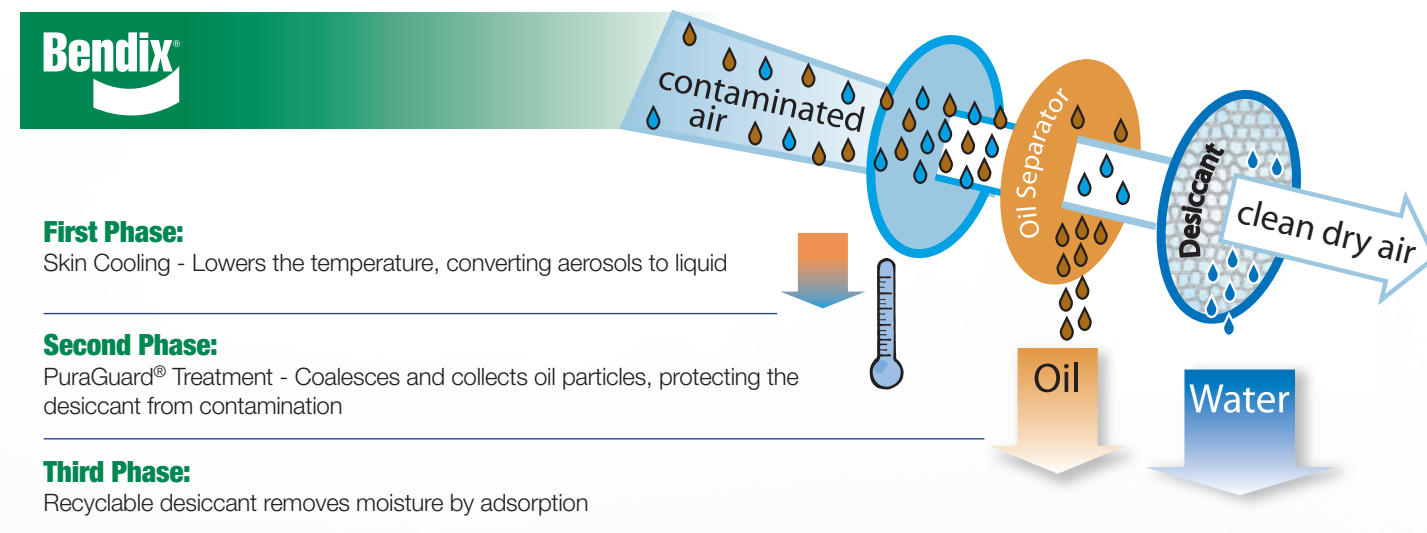 Bendix®
contaminated
air
Oil Separator
Desiccant
clean dry air
First Phase:
Skin Cooling - Lowers the temperature, converting aerosols to liquid
Second Phase:
PuraGuard® Treatment - Coalesces and collects oil particles, protecting the
desiccant from contamination
Oil
Water
Third Phase:
Recyclable desiccant removes moisture by adsorption